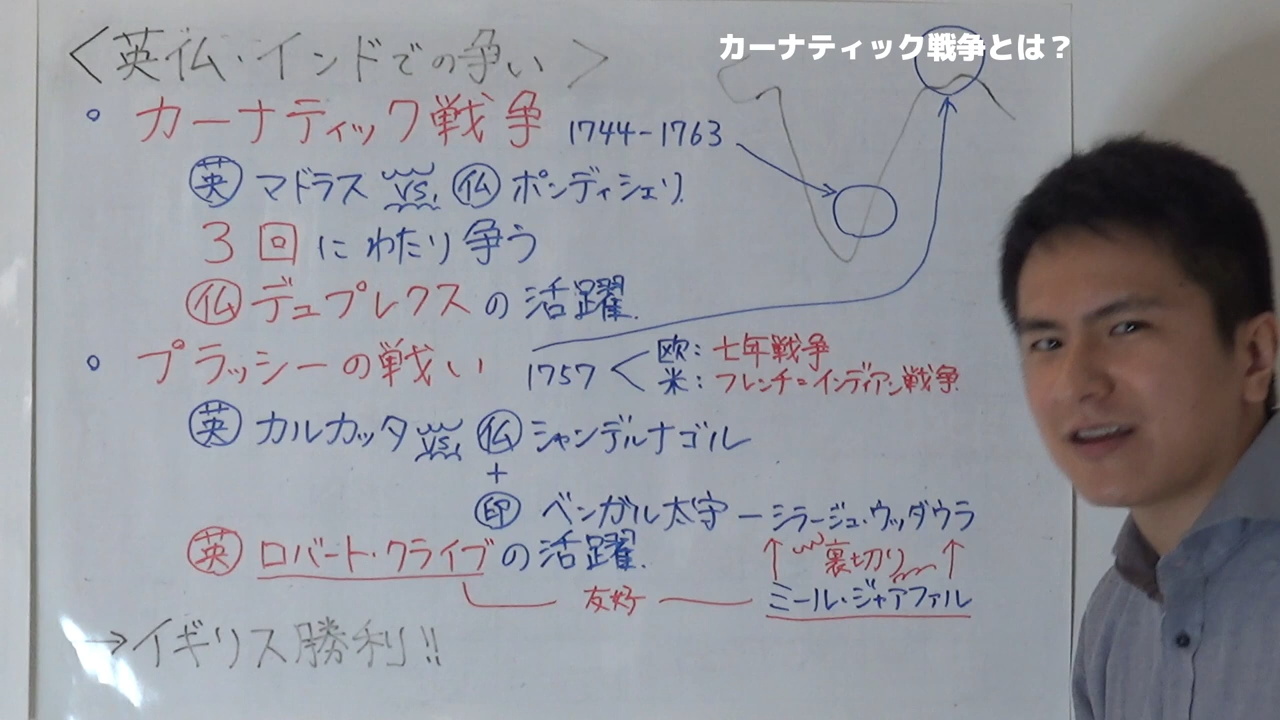 カーナティック戦争とは？
＜英仏・インドでの争い＞
・カーナティック戦争 1744-1763
英 マドラス vs. 仏 ポンディシェリ.
3回にわたり争う
仏 デュプレクスの活躍.
・プラッシーの戦い 1757 < 欧：七年戦争
米：フレンチ=インディアン戦争
英 カルカッタ vs. 仏 シャンデルナゴル
+
印 ベンガル太守 ー シラージュ・ウッダウラ
英 ロバート・クライブの活躍.
↑ 裏切り ↑
友好 ミール・ジャアファル
→イギリス勝利!!